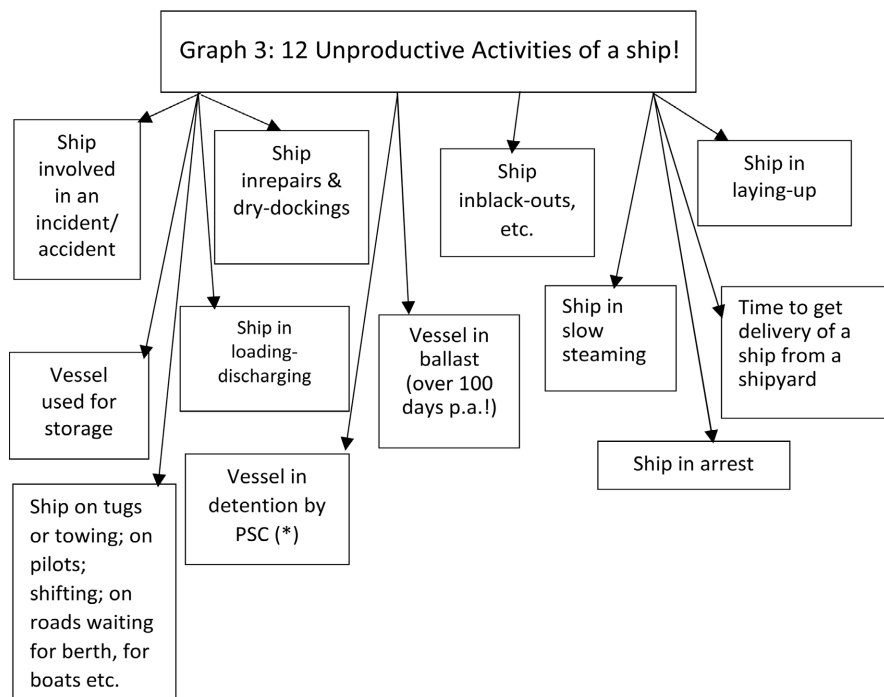 Graph 3: 12 Unproductive Activities of a ship!
Ship
involved
in an
incident/
accident
Ship
inrepairs &
dry-dockings
Ship
inblack-outs,
etc.
Ship in
laying-up
Vessel
used for
storage
Ship in
loading-
discharging
Vessel in
ballast
(over 100
days p.a.!)
Ship in
slow
steaming
Time to get
delivery of a
ship from a
shipyard
Ship on tugs
or towing; on
pilots;
shifting; on
roads waiting
for berth, for
boats etc.
Vessel in
detention by
PSC (*)
Ship in arrest